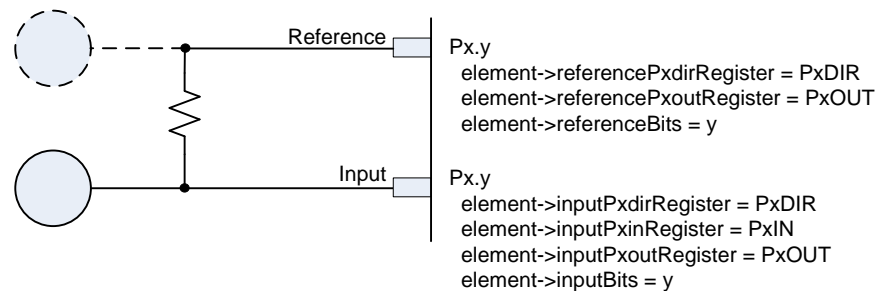 Reference
Px.y
element->referencePxdirRegister = PxDIR
element->referencePxoutRegister = PxOUT
element->referenceBits = y
Input
Px.y
element->inputPxdirRegister = PxDIR
element->inputPxinRegister = PxIN
element->inputPxoutRegister = PxOUT
element->inputBits = y